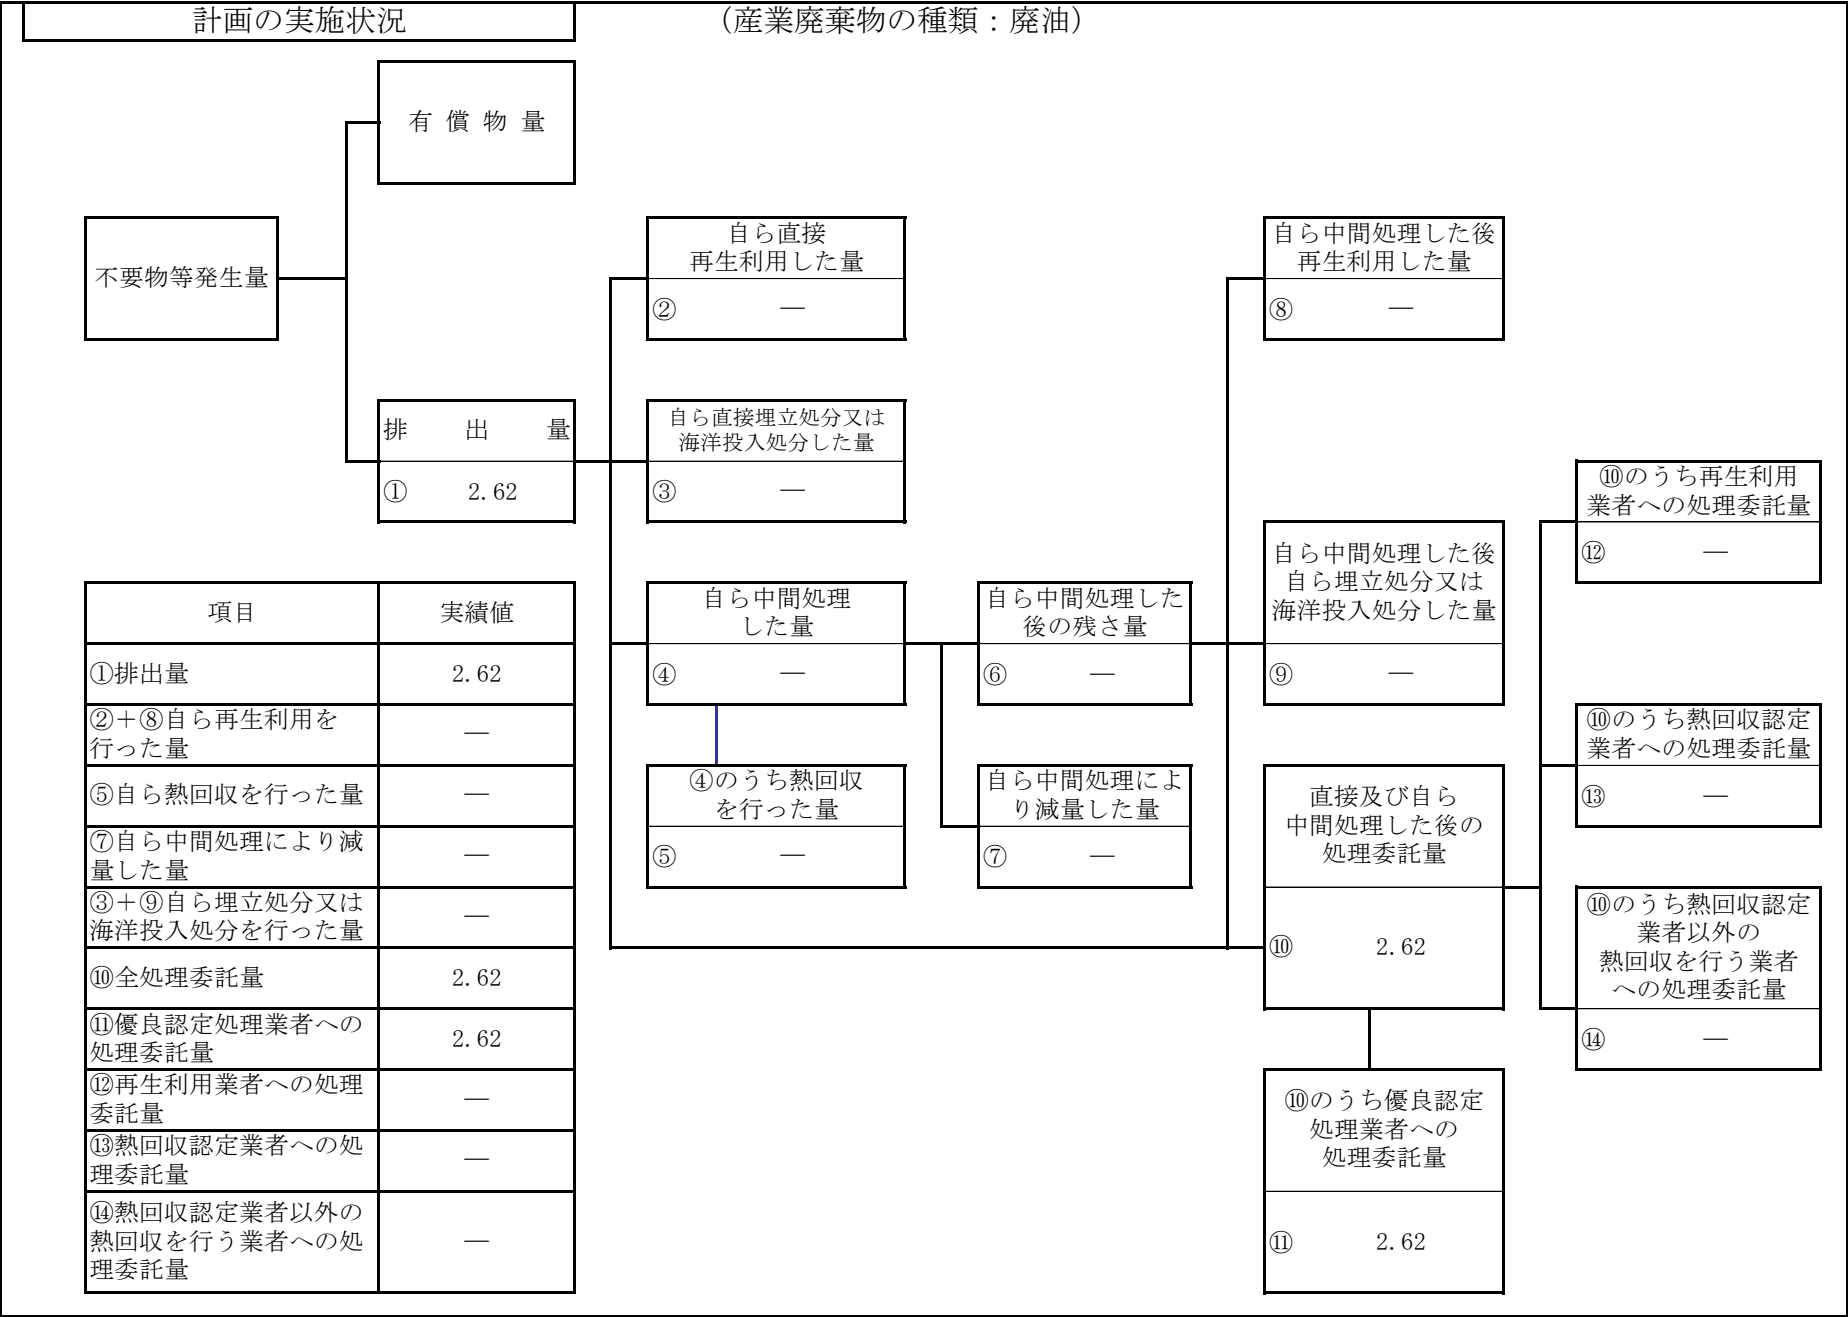 計画の実施状況
（産業廃棄物の種類：廃油）
有 償 物 量
不要物等発生量
自ら直接
再生利用した量
② ―
自ら中間処理した後
再生利用した量
⑧ ―
排 出 量
① 2.62
自ら直接埋立処分又は
海洋投入処分した量
③ ―
⑩のうち再生利用
業者への処理委託量
⑫ ―
自ら中間処理した後
自ら埋立処分又は
海洋投入処分した量
⑨ ―
自ら中間処理
した量
④ ―
自ら中間処理した
後の残さ量
⑥ ―
④のうち熱回収
を行った量
⑤ ―
自ら中間処理によ
り減量した量
⑦ ―
直接及び自ら
中間処理した後の
処理委託量
⑩ 2.62
⑩のうち熱回収認定
業者への処理委託量
⑬ ―
⑩のうち熱回収認定
業者以外の
熱回収を行う業者
への処理委託量
⑭ ―
⑩のうち優良認定
処理業者への
処理委託量
⑪ 2.62
項目 実績値
①排出量 2.62
②＋⑧自ら再生利用を
行った量 ―
⑤自ら熱回収を行った量 ―
⑦自ら中間処理により減
量した量 ―
③＋⑨自ら埋立処分又は
海洋投入処分を行った量 ―
⑩全処理委託量 2.62
⑪優良認定処理業者への
処理委託量 2.62
⑫再生利用業者への処理
委託量 ―
⑬熱回収認定業者への処
理委託量 ―
⑭熱回収認定業者以外の
熱回収を行う業者への処
理委託量 ―